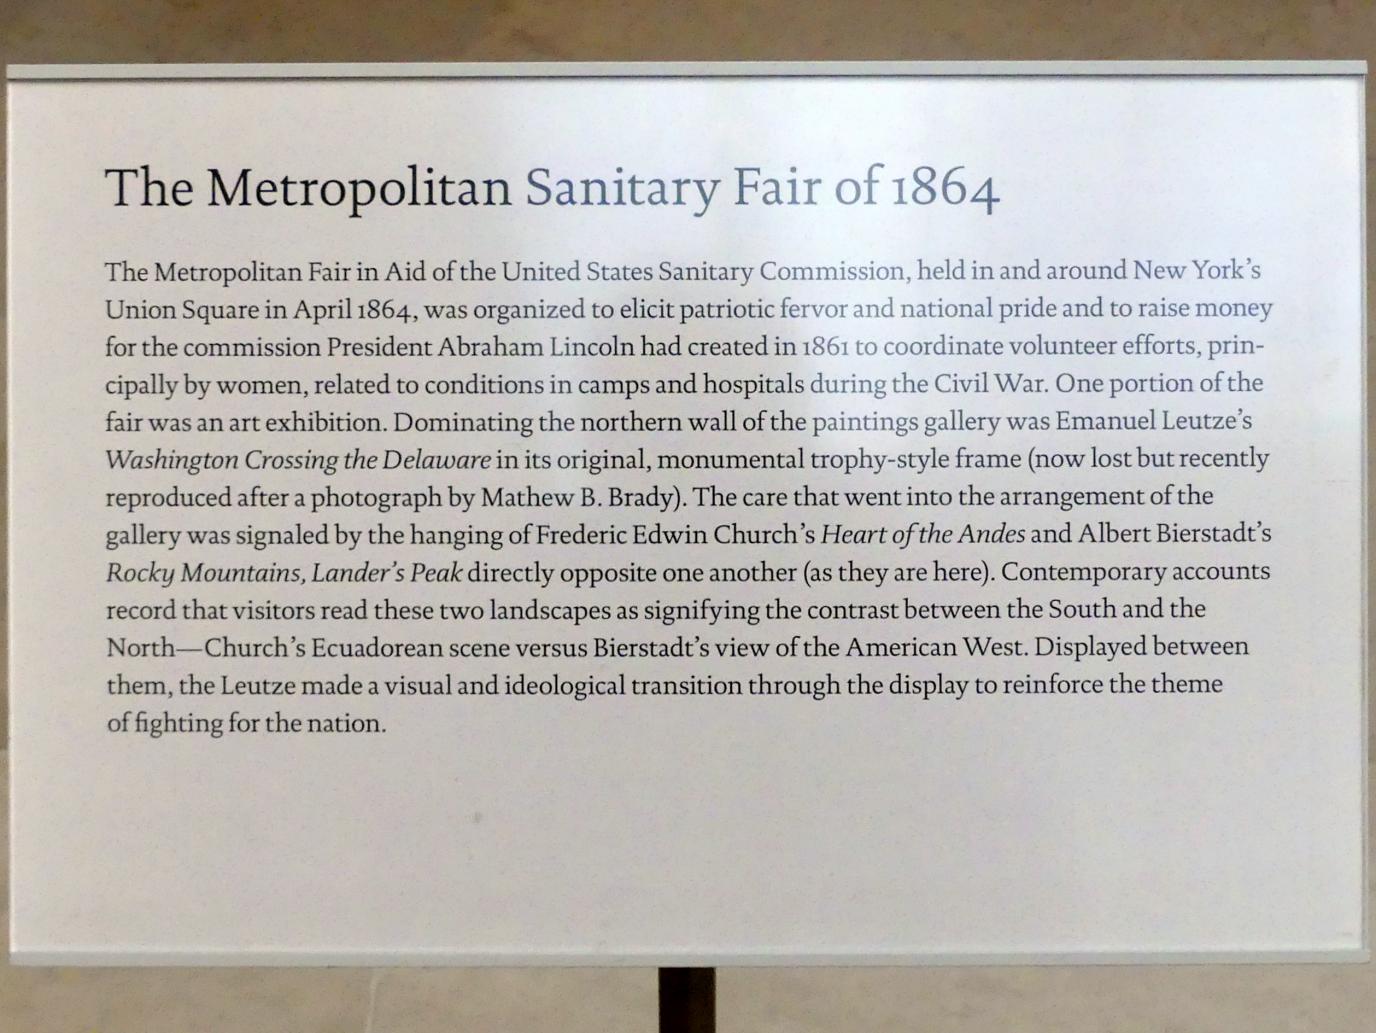 The Metropolitan Sanitary Fair of 1864
The Metropolitan Fair in Aid of the United States Sanitary Commission, held in and around New York's
Union Square in April 1864, was organized to elicit patriotic fervor and national pride and to raise money
for the commission President Abraham Lincoln had created in 1861 to coordinate volunteer efforts, prin-
cipally by women, related to conditions in camps and hospitals during the Civil War. One portion of the
fair was an art exhibition. Dominating the northern wall of the paintings gallery was Emanuel Leutze's
Washington Crossing the Delaware in its original, monumental trophy-style frame (now lost but recently
reproduced after a photograph by Mathew B. Brady). The care that went into the arrangement of the
gallery was signaled by the hanging of Frederic Edwin Church's Heart of the Andes and Albert Bierstadt's
Rocky Mountains, Lander's Peak directly opposite one another (as they are here). Contemporary accounts
record that visitors read these two landscapes as signifying the contrast between the South and the
North—Church's Ecuadorean scene versus Bierstadt's view of the American West. Displayed between
them, the Leutze made a visual and ideological transition through the display to reinforce the theme
of fighting for the nation.